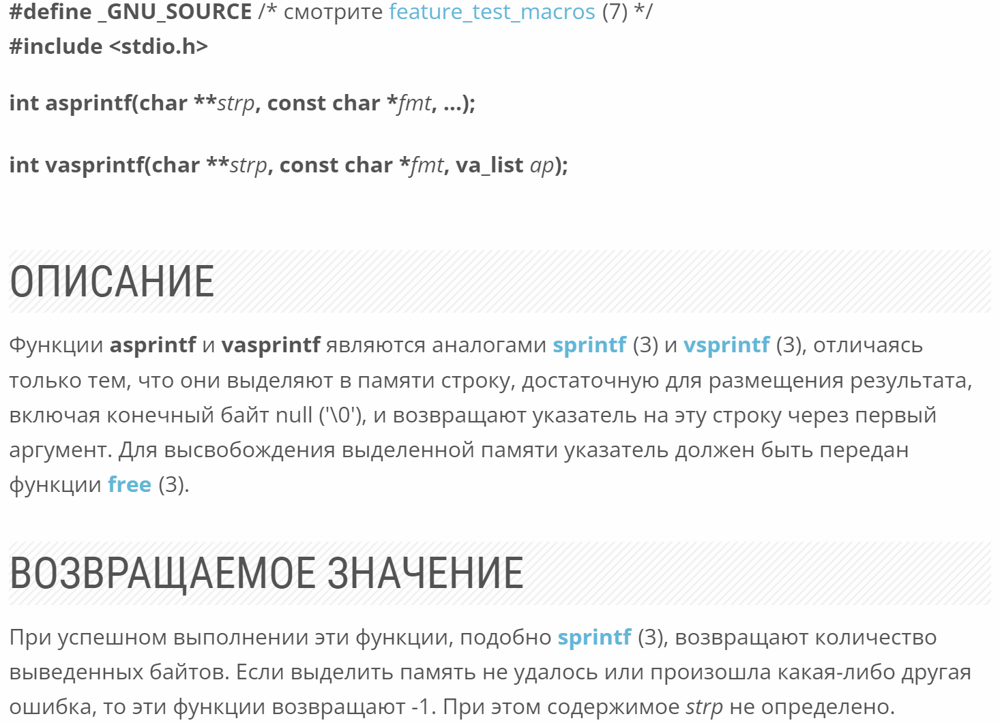 #define _GNU_SOURCE /* смотрите feature_test_macros (7) */
#include <stdio.h>
int asprintf(char **strp, const char *fmt, ...);
int vasprintf(char **strp, const char *fmt, va_list ap);
ОПИСАНИЕ
Функции asprintf и vasprintf являются аналогами sprintf (3) и vsprintf (3), отличаясь
только тем, что они выделяют в памяти строку, достаточную для размещения результата,
включая конечный байт null ('\0'), и возвращают указатель на эту строку через первый
аргумент. Для высвобождения выделенной памяти указатель должен быть передан
функции free (3).
ВОЗВРАЩАЕМОЕ ЗНАЧЕНИЕ
При успешном выполнении эти функции, подобно sprintf (3), возвращают количество
выведенных байтов. Если выделить память не удалось или произошла какая-либо другая
ошибка, то эти функции возвращают -1. При этом содержимое strp не определено.